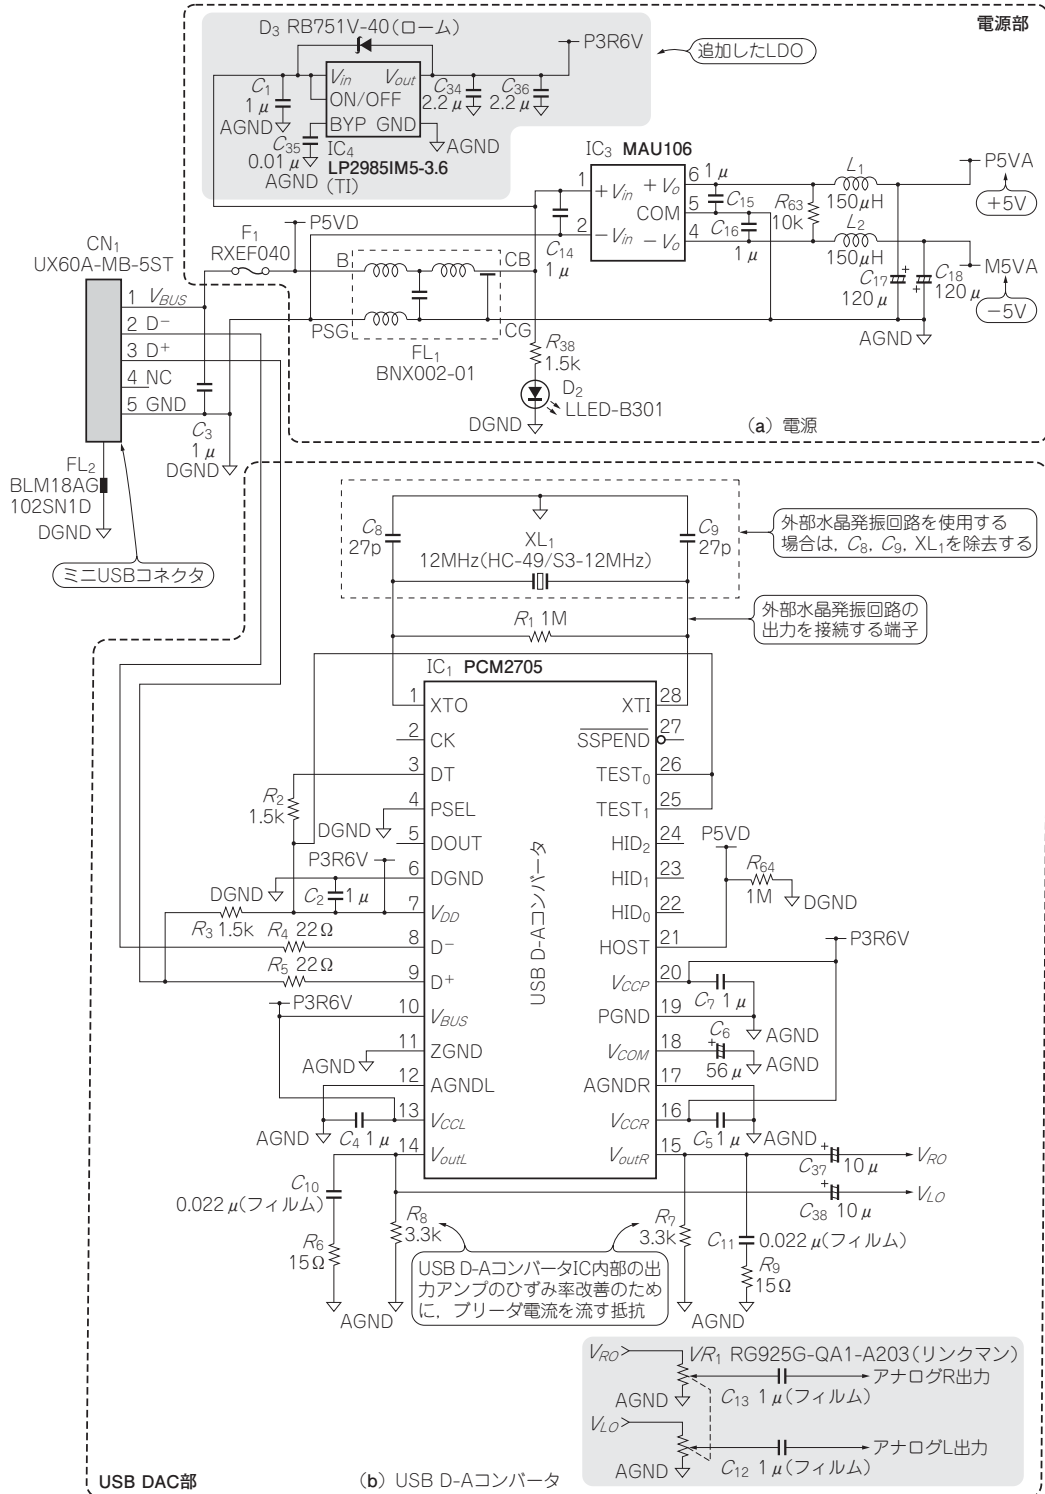 電源部
D3 RB751V-40(ローム)
P3R6V
追加したLDO
Vin
Vout
ON/OFF
BYP GND
C1
1μ
AGND
C34
2.2μ
C36
2.2μ
AGND
C35
0.01μ
AGND
IC4
LP2985IM5-3.6
(TI)
IC3 MAU106
1
+Vin
2
−Vin
+Vo
COM
−Vo
6
5
4
1μ
C15
C16
1μ
R63
10k
L1
150μH
L2
150μH
P5VA
+5V
M5VA
−5V
C14
1μ
C17
120μ
C18
120μ
AGND
P5VD
F1
RXEF040
CN1
UX60A-MB-5ST
1 VBUS
2 D−
3 D+
4 NC
5 GND
B
CB
PSG
CG
FL1
BNX002-01
R38
1.5k
D2
LLED-B301
DGND
(a) 電源
C3
1μ
DGND
FL2
BLM18AG
102SN1D
DGND
ミニUSBコネクタ
C8
27p
C9
27p
XL1
12MHz(HC-49/S3-12MHz)
外部水晶発振回路を使用する
場合は，C8, C9, XL1を除去する
R1 1M
外部水晶発振回路の
出力を接続する端子
IC1 PCM2705
USB D-Aコンバータ
1 XTO
2 CK
3 DT
4 PSEL
5 DOUT
6 DGND
7 VDD
8 D−
9 D+
10 VBUS
11 ZGND
12 AGNDL
13 VCCL
14 VoutL
XTI 28
SSPEND 27
TEST0 26
TEST1 25
HID2 24
HID1 23
HID0 22
HOST 21
VCCP 20
PGND 19
VCOM 18
AGNDR 17
VCCR 16
VoutR 15
R2
1.5k
DGND
P3R6V
DGND
C2 1μ
R3 1.5k
R4 22Ω
R5 22Ω
P3R6V
AGND
AGND
C4 1μ
P5VD
R64
1M
DGND
P3R6V
C7 1μ
AGND
C6
56μ
AGND
C5 1μ
AGND
C37
10μ
VRO
C38
10μ
VLO
C10
0.022μ(フィルム)
R6
15Ω
R8
3.3k
AGND
R7
3.3k
C11 0.022μ(フィルム)
R9
15Ω
AGND
USB D-AコンバータIC内部の出
力アンプのひずみ率改善のため
に，ブリーダ電流を流す抵抗
VRO
VR1 RG925G-QA1-A203(リンクマン)
アナログR出力
AGND
C13 1μ(フィルム)
VLO
アナログL出力
AGND
C12 1μ(フィルム)
USB DAC部
(b) USB D-Aコンバータ